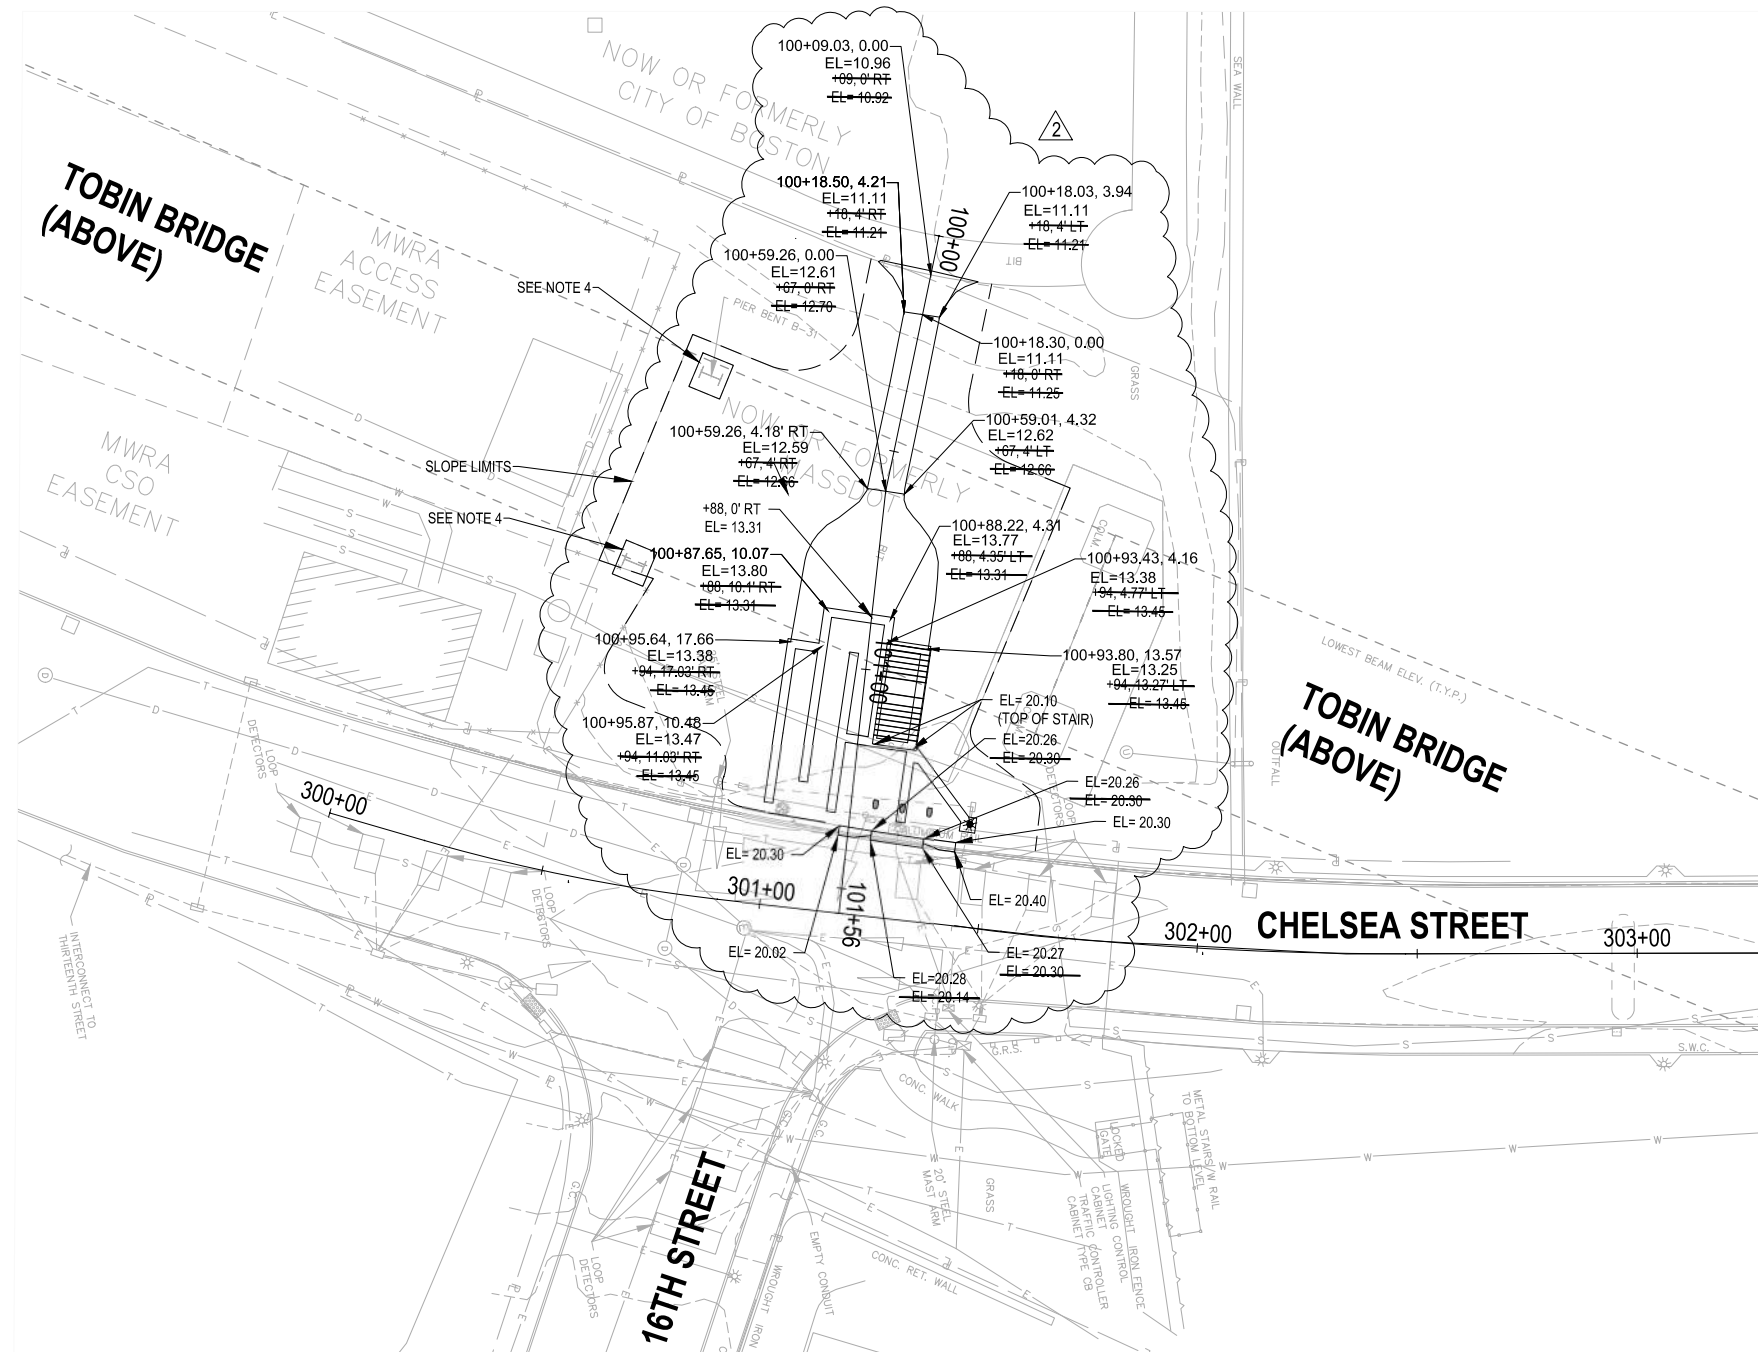 NOW OR FORMERLY
CITY OF BOSTON
SEA WALL
100+09.03, 0.00
EL=10.96
+09, 0' RT
EL= 10.92
2
TOBIN BRIDGE
(ABOVE)
MWRA
ACCESS
EASEMENT
100+18.50, 4.21
EL=11.11
+18, 4' RT
EL= 11.21
100+18.03, 3.94
EL=11.11
+18, 4' LT
EL= 11.21
100+00
BIT
100+59.26, 0.00
EL=12.61
+67, 0' RT
EL= 12.70
SEE NOTE 4
PIER BENT B-31
100+18.30, 0.00
EL=11.11
+18, 0' RT
EL= 11.25
GRASS
NOW OR FORMERLY
MASSDOT
100+59.26, 4.18' RT
EL=12.59
+67, 4' RT
EL= 12.66
100+59.01, 4.32
EL=12.62
+67, 4' LT
EL= 12.66
MWRA
CSO
EASEMENT
SLOPE LIMITS
SEE NOTE 4
+88, 0' RT
EL= 13.31
BIT
100+88.22, 4.31
EL=13.77
+88, 4.35' LT
EL= 13.31
100+87.65, 10.07
EL=13.80
+88, 10.1' RT
EL= 13.31
100+93.43, 4.16
EL=13.38
+94, 4.77' LT
EL= 13.45
COLM.
100+95.64, 17.66
EL=13.38
+94, 17.03' RT
EL= 13.45
100+93.80, 13.57
EL=13.25
+94, 13.27' LT
EL= 13.45
LOWEST BEAM ELEV. (T.Y.P.)
TOBIN BRIDGE
(ABOVE)
EL= 20.10
(TOP OF STAIR)
EL=20.26
EL= 20.30
100+95.87, 10.48
EL=13.47
+94, 11.03' RT
EL= 13.45
LOOP
DETECTORS
OUTFALL
EL=20.26
EL= 20.30
EL= 20.30
LOOP
DETECTORS
300+00
EL= 20.30
301+00
101+56
EL= 20.40
302+00
CHELSEA STREET
303+00
LOOP
DETECTORS
INTERCONNECT TO
THIRTEENTH STREET
EL= 20.02
EL=20.28
EL= 20.14
EL= 20.27
EL= 20.30
G.R.S.
S.W.C.
CONC. WALK
LOCKED
GATE
METAL STAIRS/W RAIL
TO BOTTOM LEVEL
16TH STREET
G.C.
G.C.
G.C.
20' STEEL
MAST ARM
GRASS
WROUGHT IRON FENCE
LIGHTING CONTROL
CABINET
TRAFFIC CONTROLLER
CABINET TYPE CB
LOOP
DETECTORS
EMPTY CONDUIT
WROUGHT IRON
CONC. RET. WALL